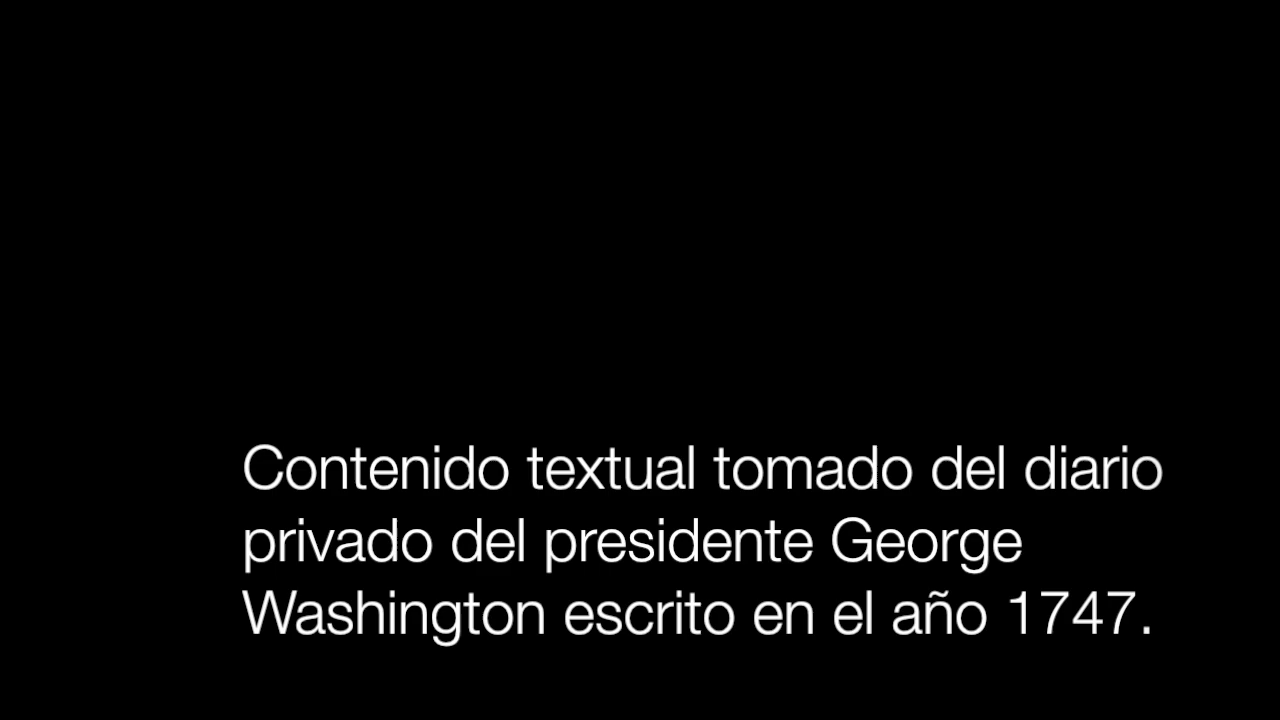 Contenido textual tomado del diario
privado del presidente George
Washington escrito en el año 1747.